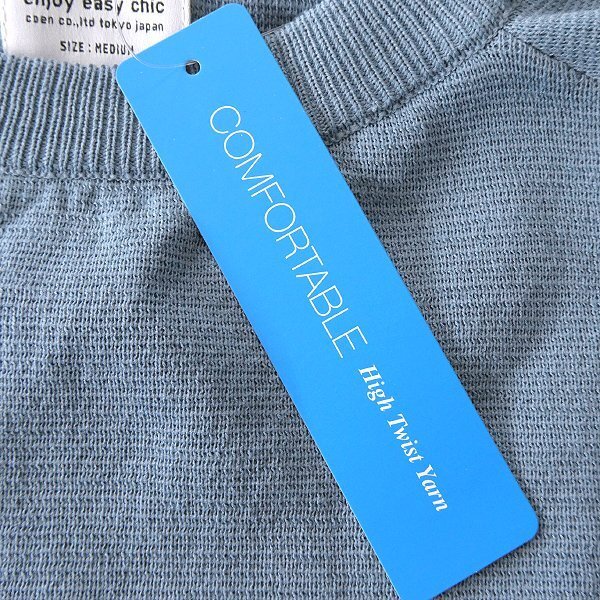 enjoy easy chic
coen co.,ltd tokyo japan
SIZE : MEDIUM
COMFORTABLE
High Twist Yarn